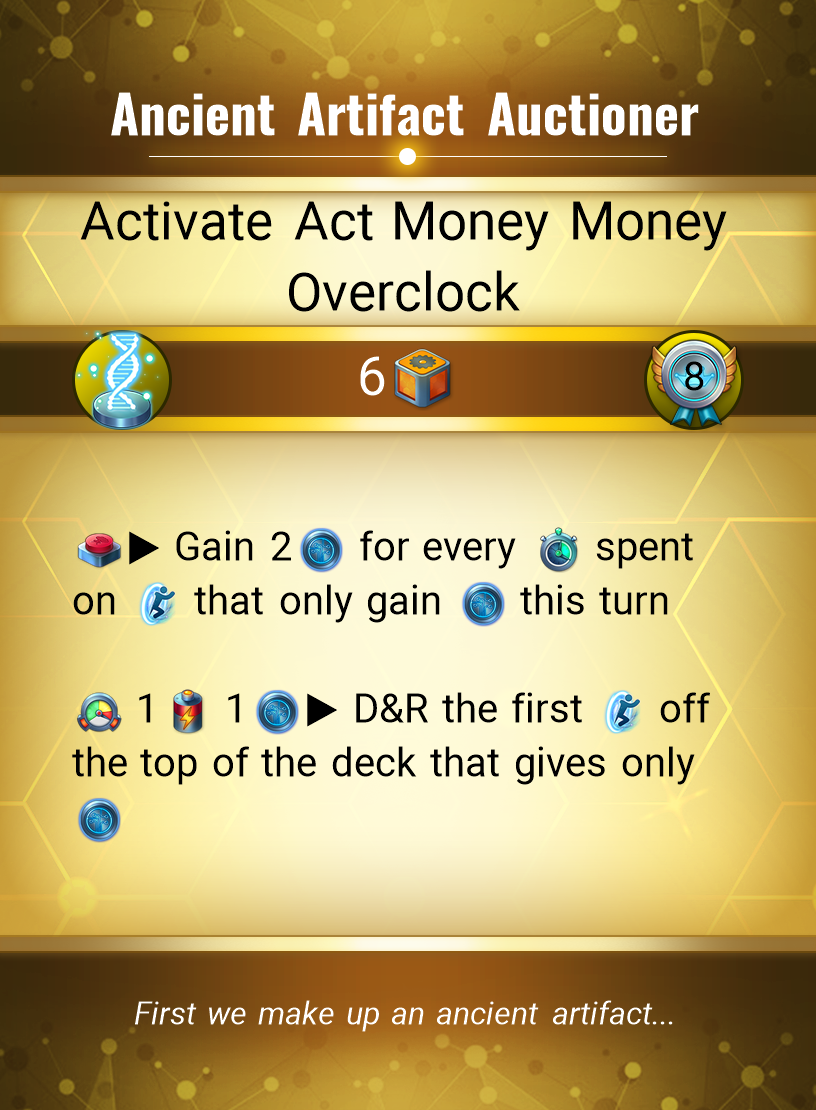 Ancient Artifact Auctioner
Activate Act Money Money
Overclock
6
8
▶ Gain 2 for every spent
on that only gain this turn
1 1 ▶ D&R the first off
the top of the deck that gives only
First we make up an ancient artifact...